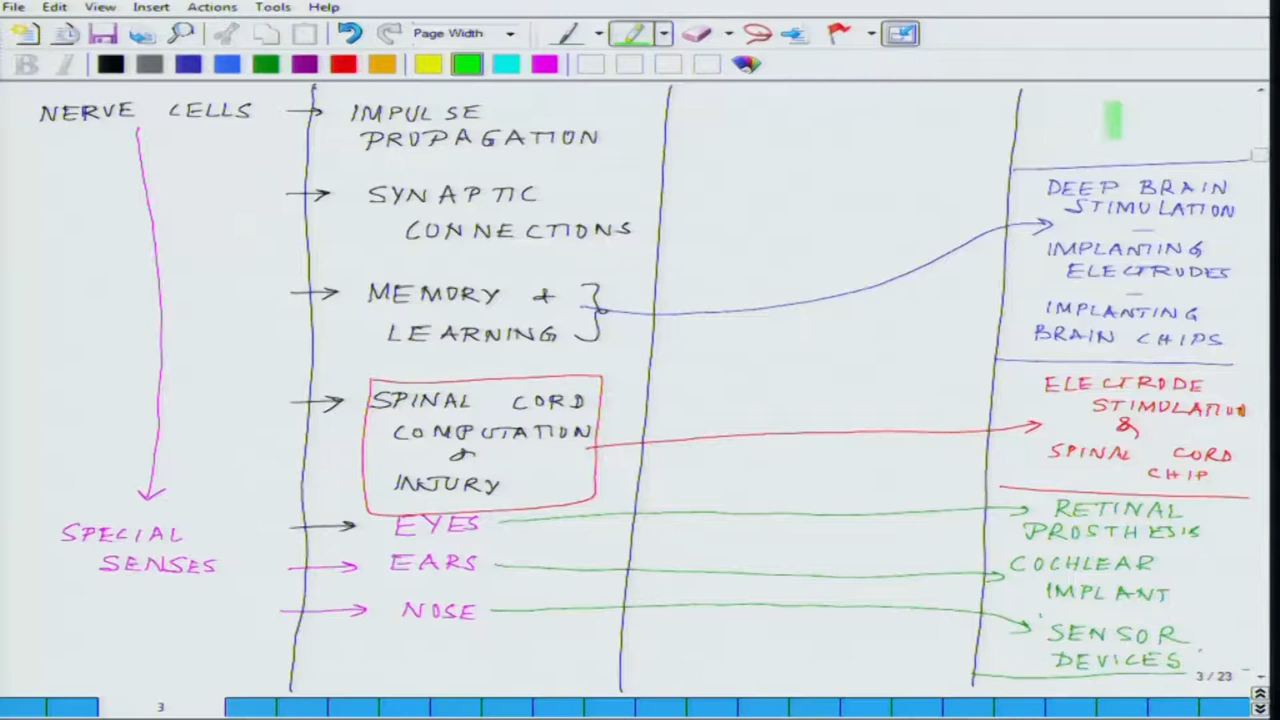 File Edit View Insert Actions Tools Help
Page Width
B I
NERVE CELLS
IMPULSE
PROPAGATION
SYNAPTIC
CONNECTIONS
MEMORY +
LEARNING
SPINAL CORD
COMPUTATION
&
INJURY
SPECIAL
SENSES
EYES
EARS
NOSE
DEEP BRAIN
STIMULATION
—
IMPLANTING
ELECTRODES
—
IMPLANTING
BRAIN CHIPS
ELECTRODE
STIMULATION
&
SPINAL CORD
CHIP
RETINAL
PROSTHESIS
COCHLEAR
IMPLANT
SENSOR
DEVICES
3 / 23
3